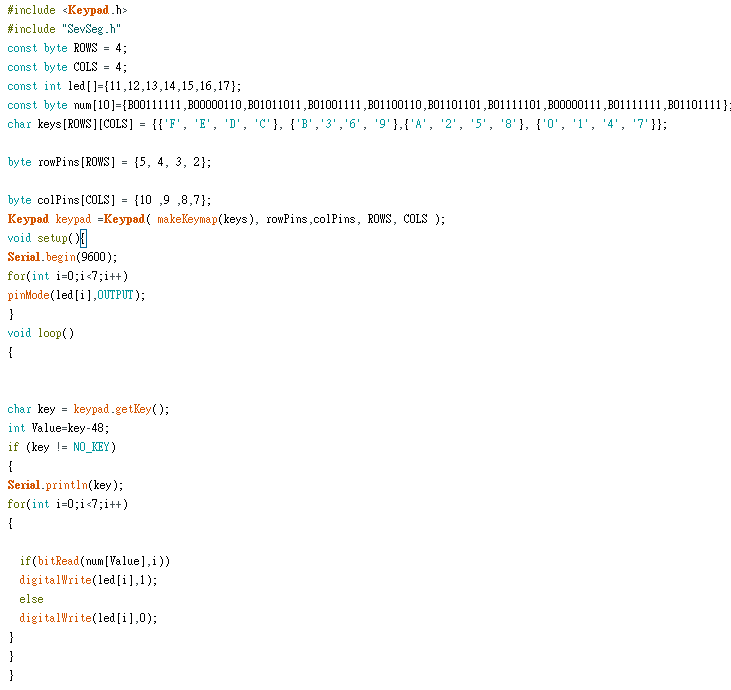 #include <Keypad.h>
#include "SevSeg.h"
const byte ROWS = 4;
const byte COLS = 4;
const int led[]={11,12,13,14,15,16,17};
const byte num[10]={B00111111,B00000110,B01011011,B01001111,B01100110,B01101101,B01111101,B00000111,B01111111,B01101111};
char keys[ROWS][COLS] = {{'F', 'E', 'D', 'C'}, {'B','3','6', '9'},{'A', '2', '5', '8'}, {'0', '1', '4', '7'}};
byte rowPins[ROWS] = {5, 4, 3, 2};
byte colPins[COLS] = {10 ,9 ,8,7};
Keypad keypad =Keypad( makeKeymap(keys), rowPins,colPins, ROWS, COLS );
void setup(){
Serial.begin(9600);
for(int i=0;i<7;i++)
pinMode(led[i],OUTPUT);
}
void loop()
{
char key = keypad.getKey();
int Value=key-48;
if (key != NO_KEY)
{
Serial.println(key);
for(int i=0;i<7;i++)
{
if(bitRead(num[Value],i))
digitalWrite(led[i],1);
else
digitalWrite(led[i],0);
}
}
}